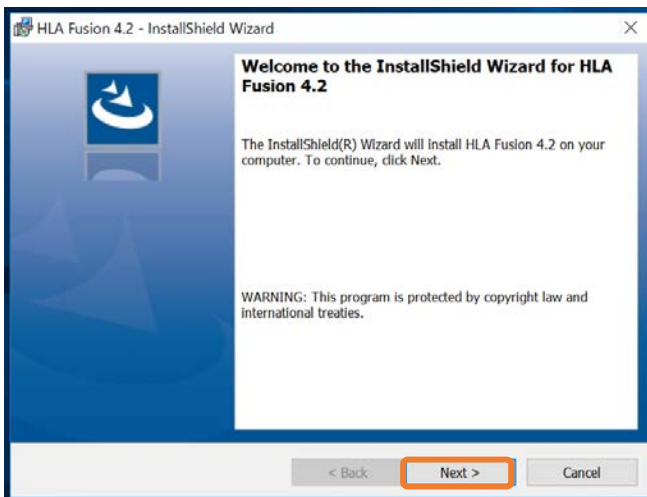 HLA Fusion 4.2 - InstallShield Wizard
Welcome to the InstallShield Wizard for HLA
Fusion 4.2
The InstallShield(R) Wizard will install HLA Fusion 4.2 on your
computer. To continue, click Next.
WARNING: This program is protected by copyright law and
international treaties.
< Back
Next >
Cancel